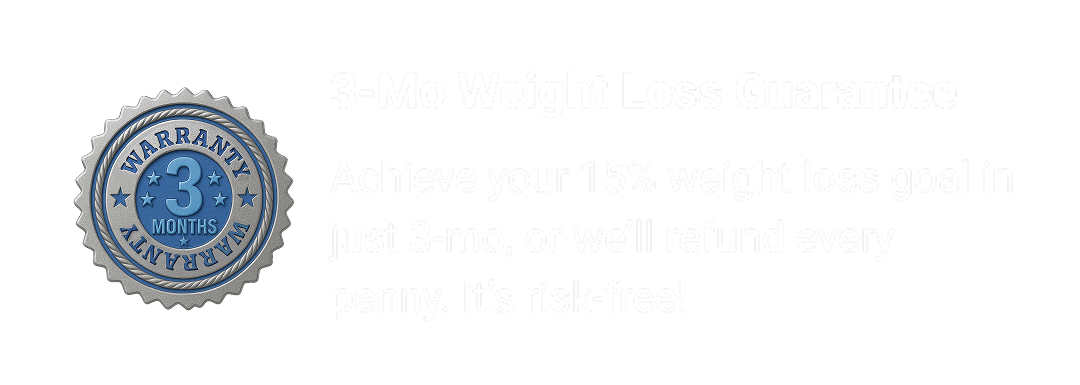 WARRANTY
3
MONTHS
WARRANTY
3-Mo Weight Loss Guarantee
Achieve your 15% weight loss goal in
just 3-mo, or we'll refund every
penny. It's risk-free!